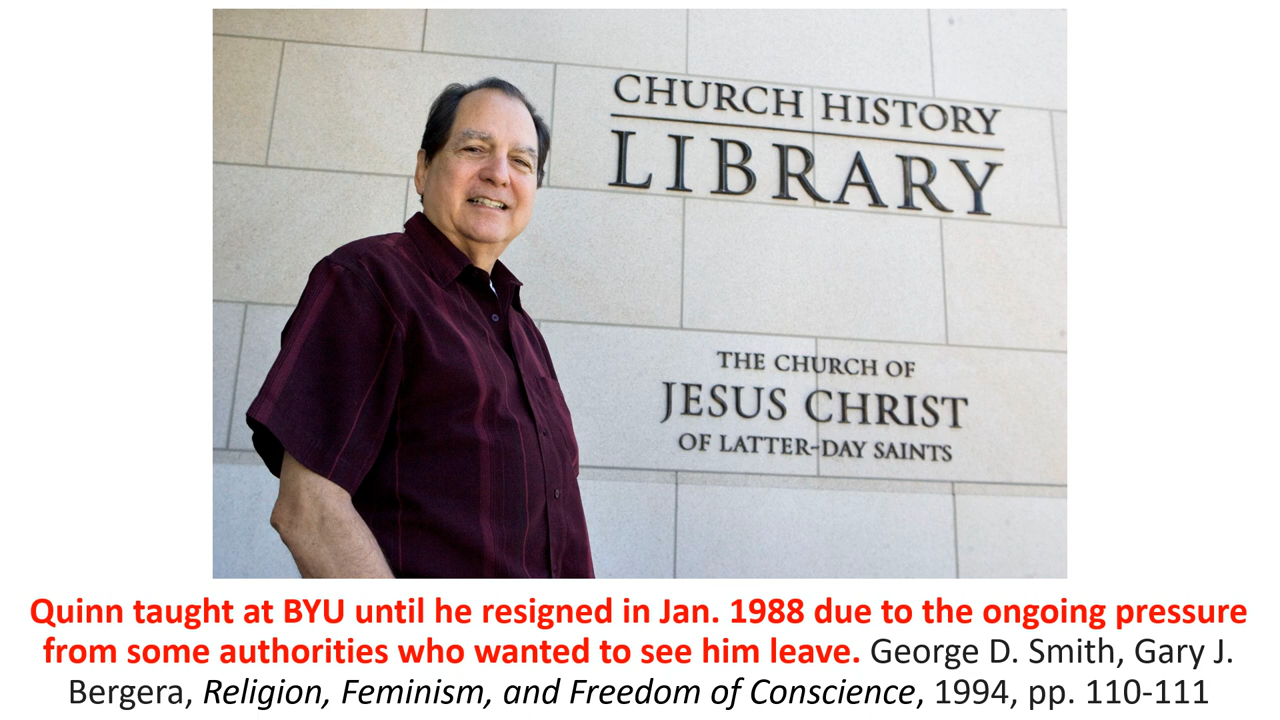 CHURCH HISTORY
LIBRARY
THE CHURCH OF
JESUS CHRIST
OF LATTER-DAY SAINTS
Quinn taught at BYU until he resigned in Jan. 1988 due to the ongoing pressure
from some authorities who wanted to see him leave. George D. Smith, Gary J.
Bergera, Religion, Feminism, and Freedom of Conscience, 1994, pp. 110-111